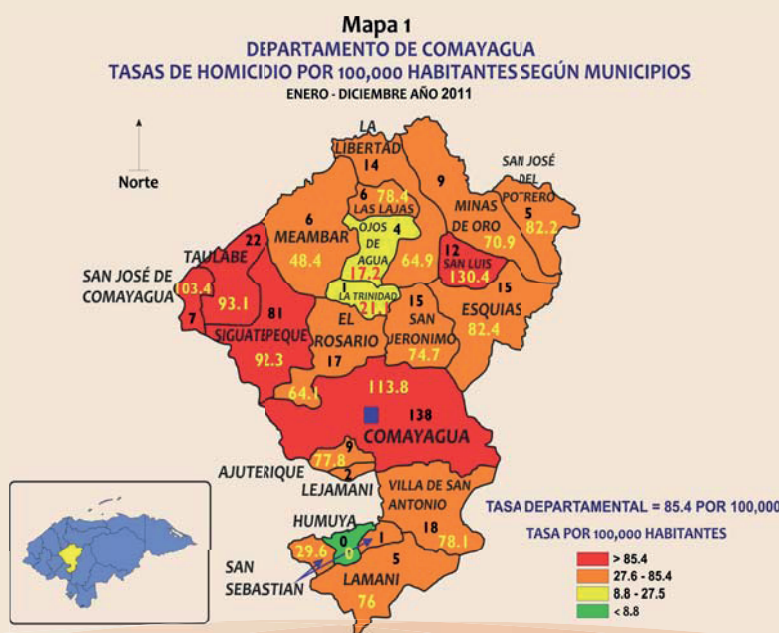 Mapa 1
DEPARTAMENTO DE COMAYAGUA
TASAS DE HOMICIDIO POR 100,000 HABITANTES SEGÚN MUNICIPIOS
ENERO - DICIEMBRE AÑO 2011
Norte
LA
LIBERTAD
14
9
SAN JOSÉ
DEL
POTRERO
5
82.2
6
78.4
LAS LAJAS
MINAS
DE ORO
70.9
6
MEAMBAR
48.4
OJOS
DE
AGUA
4
17.2
64.9
12
SAN LUIS
130.4
22
TAULABE
93.1
SAN JOSÉ DE
COMAYAGUA
103.4
7
81
SIGUATEPEQUE
92.3
1
LA TRINIDAD
21.1
EL
ROSARIO
17
64.1
15
SAN
JERONIMO
74.7
15
ESQUIAS
82.4
113.8
138
COMAYAGUA
9
77.8
AJUTERIQUE
2
LEJAMANI
VILLA DE SAN
ANTONIO
18
78.1
HUMUYA
0
0
1
29.6
SAN
SEBASTIAN
5
LAMANI
76
TASA DEPARTAMENTAL = 85.4 POR 100,000
TASA POR 100,000 HABITANTES
> 85.4
27.6 - 85.4
8.8 - 27.5
< 8.8